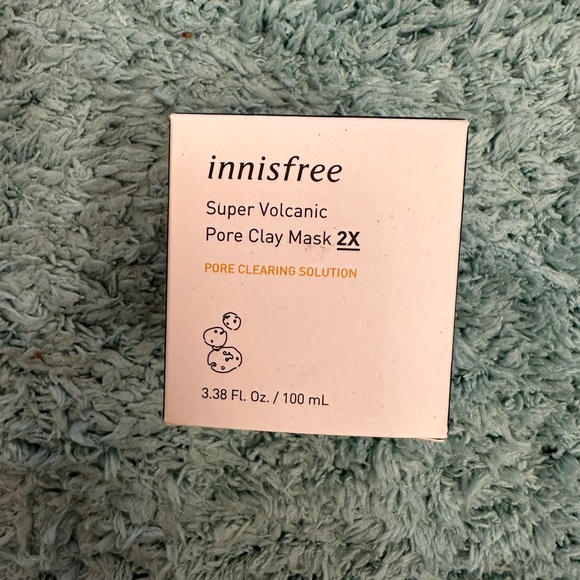 innisfree
Super Volcanic
Pore Clay Mask 2X
PORE CLEARING SOLUTION
3.38 Fl. Oz. / 100 mL